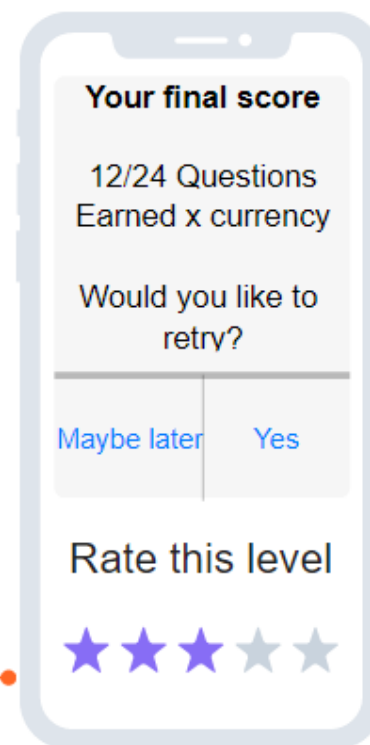 Your final score
12/24 Questions
Earned x currency
Would you like to
retry?
Maybe later
Yes
Rate this level